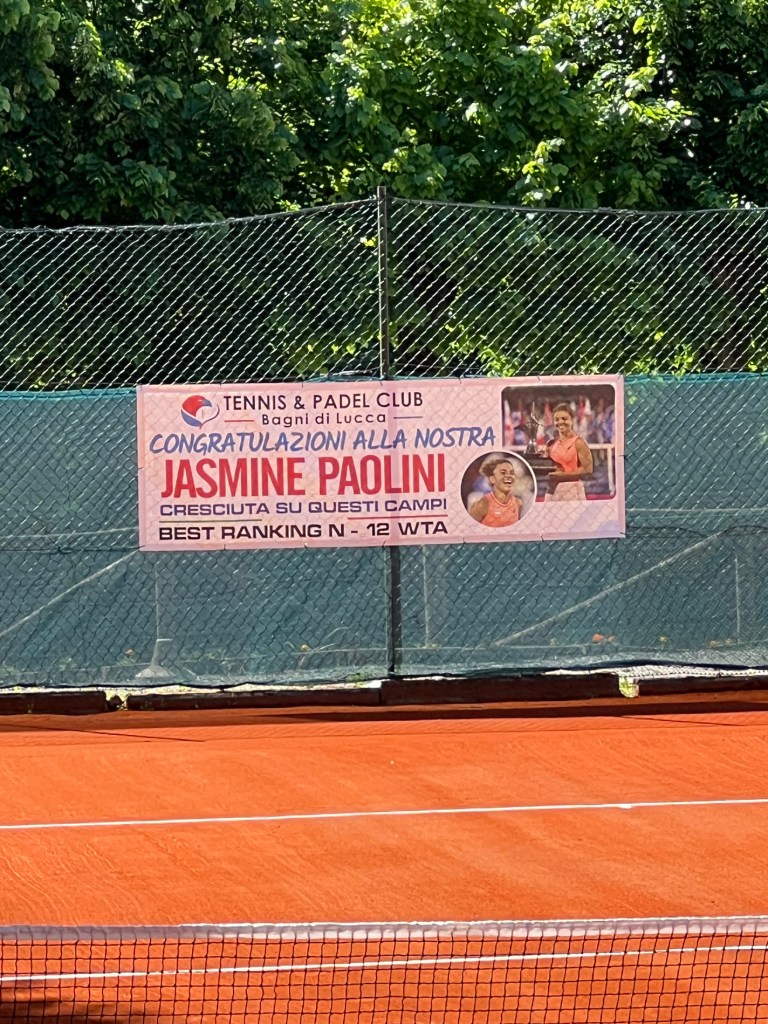 TENNIS & PADEL CLUB
Bagni di Lucca
CONGRATULAZIONI ALLA NOSTRA
JASMINE PAOLINI
CRESCIUTA SU QUESTI CAMPI
BEST RANKING N - 12 WTA